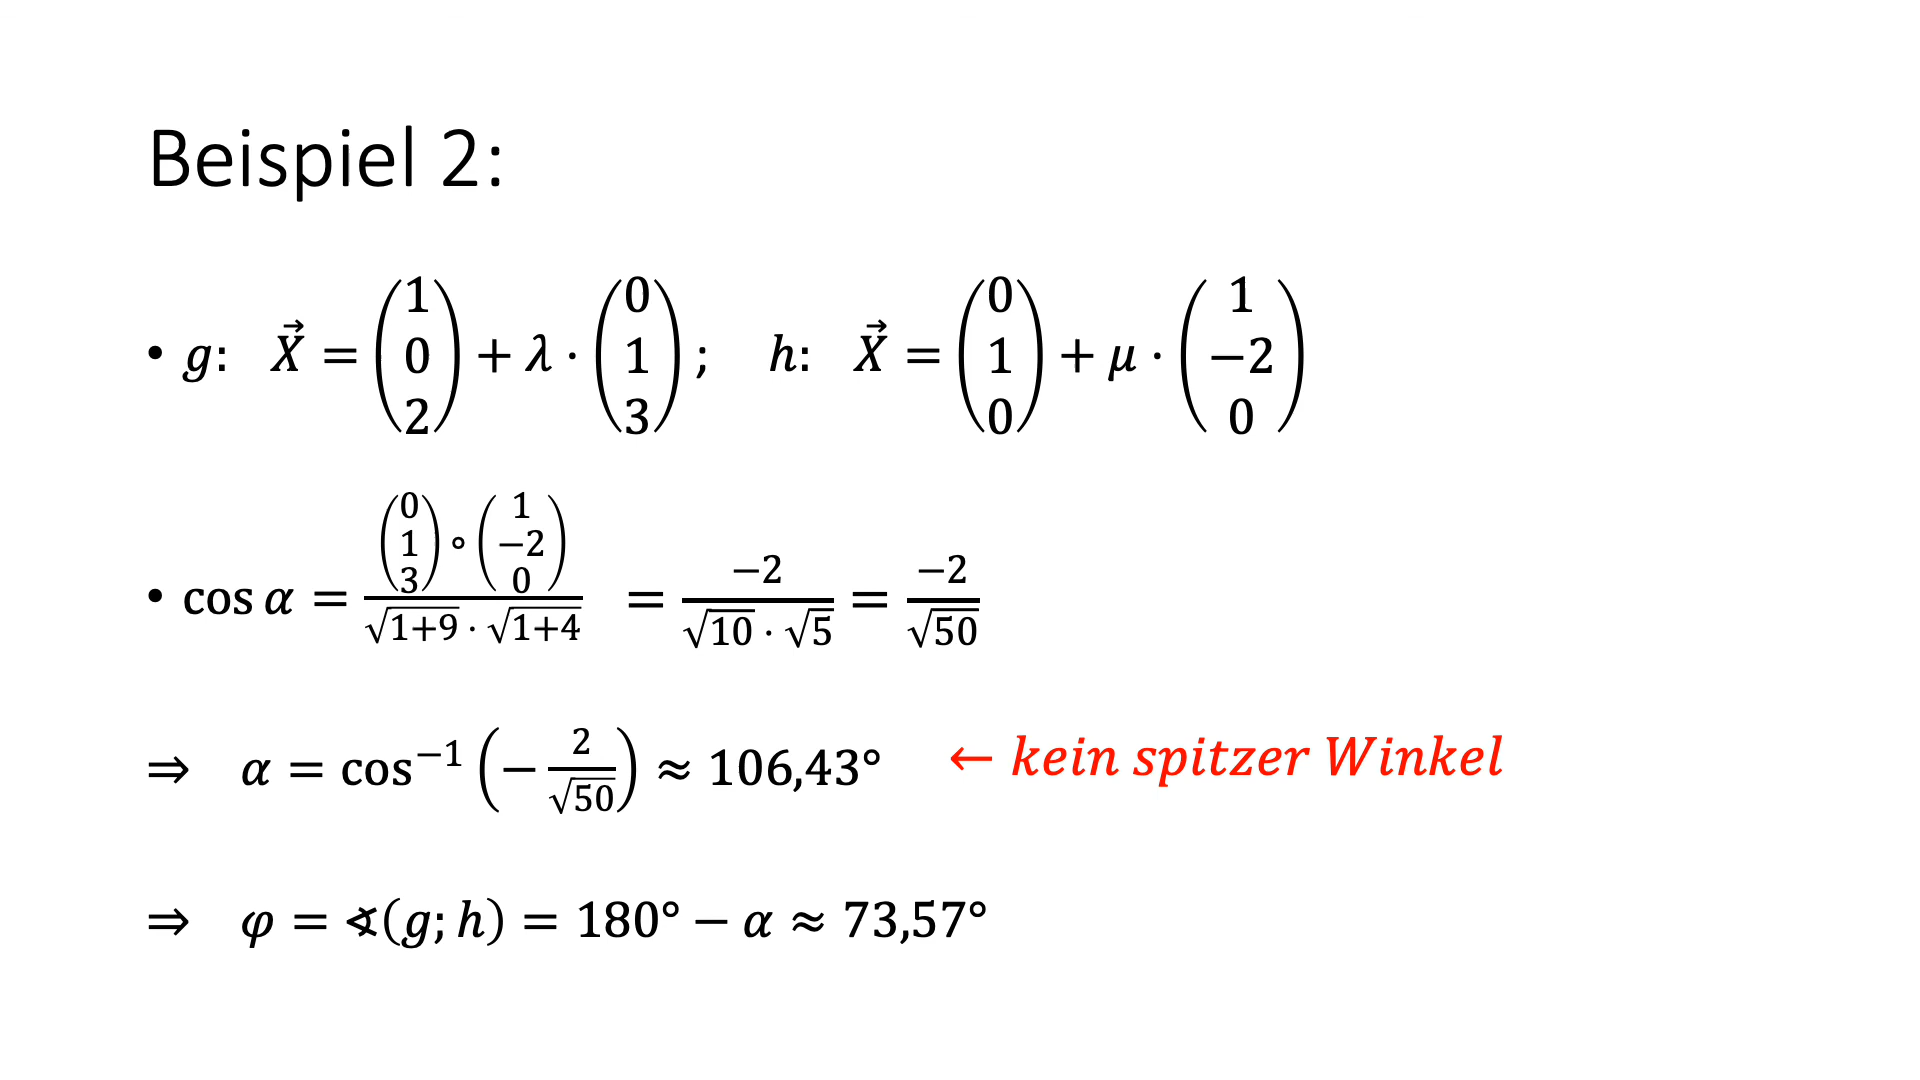 Beispiel 2:
• g: X⃗ = (1 0 2) + λ · (0 1 3) ; h: X⃗ = (0 1 0) + μ · (1 −2 0)
• cos α = ((0 1 3) ∘ (1 −2 0)) / (√(1+9) · √(1+4)) = −2 / (√10 · √5) = −2 / √50
⇒ α = cos⁻¹ (− 2/√50) ≈ 106,43° ← kein spitzer Winkel
⇒ φ = ∢(g; h) = 180° − α ≈ 73,57°